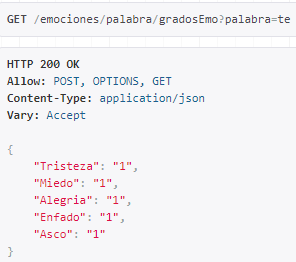 GET /emociones/palabra/gradosEmo?palabra=te
HTTP 200 OK
Allow: POST, OPTIONS, GET
Content-Type: application/json
Vary: Accept
{
    "Tristeza": "1",
    "Miedo": "1",
    "Alegria": "1",
    "Enfado": "1",
    "Asco": "1"
}